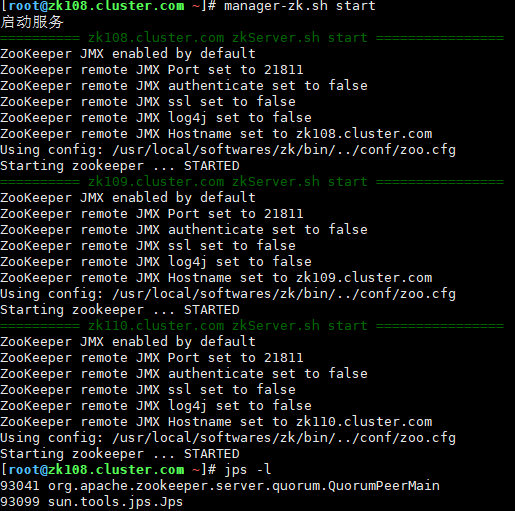 [root@zk108.cluster.com ~]# manager-zk.sh start
启动服务
========== zk108.cluster.com zkServer.sh start ================
ZooKeeper JMX enabled by default
ZooKeeper remote JMX Port set to 21811
ZooKeeper remote JMX authenticate set to false
ZooKeeper remote JMX ssl set to false
ZooKeeper remote JMX log4j set to false
ZooKeeper remote JMX Hostname set to zk108.cluster.com
Using config: /usr/local/softwares/zk/bin/../conf/zoo.cfg
Starting zookeeper ... STARTED
========== zk109.cluster.com zkServer.sh start ================
ZooKeeper JMX enabled by default
ZooKeeper remote JMX Port set to 21811
ZooKeeper remote JMX authenticate set to false
ZooKeeper remote JMX ssl set to false
ZooKeeper remote JMX log4j set to false
ZooKeeper remote JMX Hostname set to zk109.cluster.com
Using config: /usr/local/softwares/zk/bin/../conf/zoo.cfg
Starting zookeeper ... STARTED
========== zk110.cluster.com zkServer.sh start ================
ZooKeeper JMX enabled by default
ZooKeeper remote JMX Port set to 21811
ZooKeeper remote JMX authenticate set to false
ZooKeeper remote JMX ssl set to false
ZooKeeper remote JMX log4j set to false
ZooKeeper remote JMX Hostname set to zk110.cluster.com
Using config: /usr/local/softwares/zk/bin/../conf/zoo.cfg
Starting zookeeper ... STARTED
[root@zk108.cluster.com ~]# jps -l
93041 org.apache.zookeeper.server.quorum.QuorumPeerMain
93099 sun.tools.jps.Jps